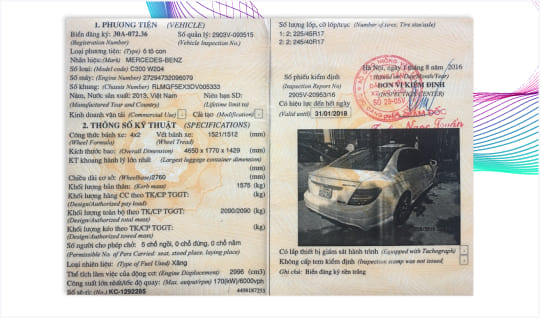 1. PHƯƠNG TIỆN (VEHICLE)
Biển đăng ký: 30A-072.36 Số quản lý: 2903V-093515
(Registration Number) (Vehicle Inspection No.)
Loại phương tiện: (Type) ô tô con
Nhãn hiệu: (Mark) MERCEDES-BENZ
Số loại: (Model code) C300 W204
Số máy: (Engine Number) 27294732096079
Số khung: (Chassis Number) RLMGF5EX3DV005333
Năm, Nước sản xuất: 2013, Việt Nam Niên hạn SD:
(Manufactured Year and Country) (Lifetime limit to)
Kinh doanh vận tải (Commercial Use) Cải tạo (Modification)
2. THÔNG SỐ KỸ THUẬT (SPECIFICATIONS)
Công thức bánh xe: 4x2 Vết bánh xe: 1521/1512 (mm)
(Wheel Formula) (Wheel Tread)
Kích thước bao: (Overall Dimension) 4650 x 1770 x 1429 (mm)
KT khoang hành lý lớn nhất (Largest luggage container dimension)
(mm)
Chiều dài cơ sở: (Wheelbase) 2760 (mm)
Khối lượng bản thân: (Kerb mass) 1575 (kg)
Khối lượng hàng CC theo TK/CP TGGT: (kg)
(Design/Authorized pay load)
Khối lượng toàn bộ theo TK/CP TGGT: 2090/2090 (kg)
(Design/Authorized total mass)
Khối lượng kéo theo TK/CP TGGT: (kg)
(Design/Authorized towed mass)
Số người cho phép chở: 5 chỗ ngồi, 0 chỗ đứng, 0 chỗ nằm
(Permissible No. of Pers Carried: seat, stood place, laying place)
Loại nhiên liệu: (Type of Fuel Used) Xăng
Thể tích làm việc của động cơ: (Engine Displacement) 2996 (cm3)
Công suất lớn nhất/tốc độ quay: (Max. output/rpm) 170(kW)/6000vph
Số sê-ri: (No.) KC-1292285
Số lượng lốp, cỡ lốp/trục: (Number of tires; Tire size/axle)
1: 2; 225/45R17
2: 2; 245/40R17
Hà Nội, ngày 8 2016
Số phiếu kiểm định
(Inspection Report No)
2905V-20953/16
ĐƠN VỊ KIỂM ĐỊNH
(INSPECTION CENTER)
Có hiệu lực đến hết ngày
(Valid until) 31/01/2018
Có lắp thiết bị giám sát hành trình (Equipped with Tachograph)
Không cấp tem kiểm định (Inspection stamp was not issued)
Ghi chú: Biển đăng ký nền trắng